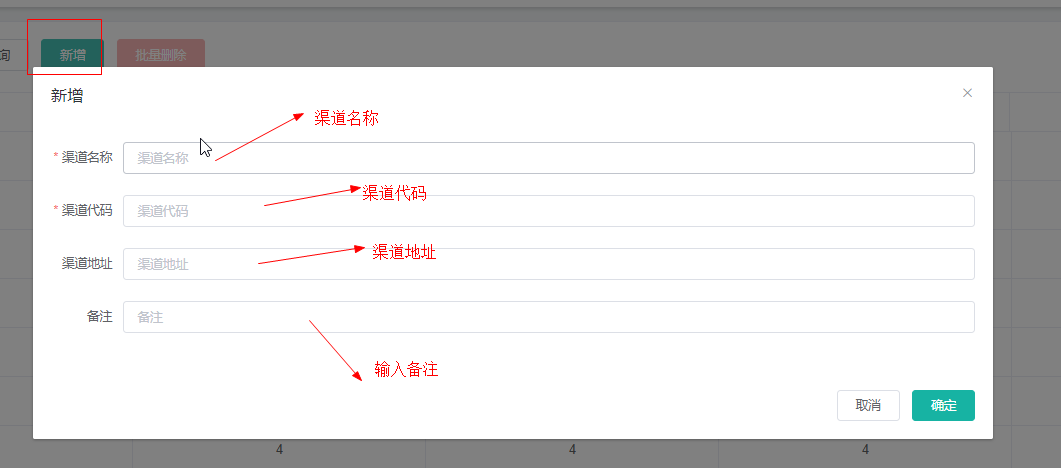 询 新增 批量删除
新增
渠道名称
* 渠道名称 渠道名称
渠道代码
* 渠道代码 渠道代码
渠道地址
渠道地址 渠道地址
备注 备注
输入备注
取消 确定
4 4 4